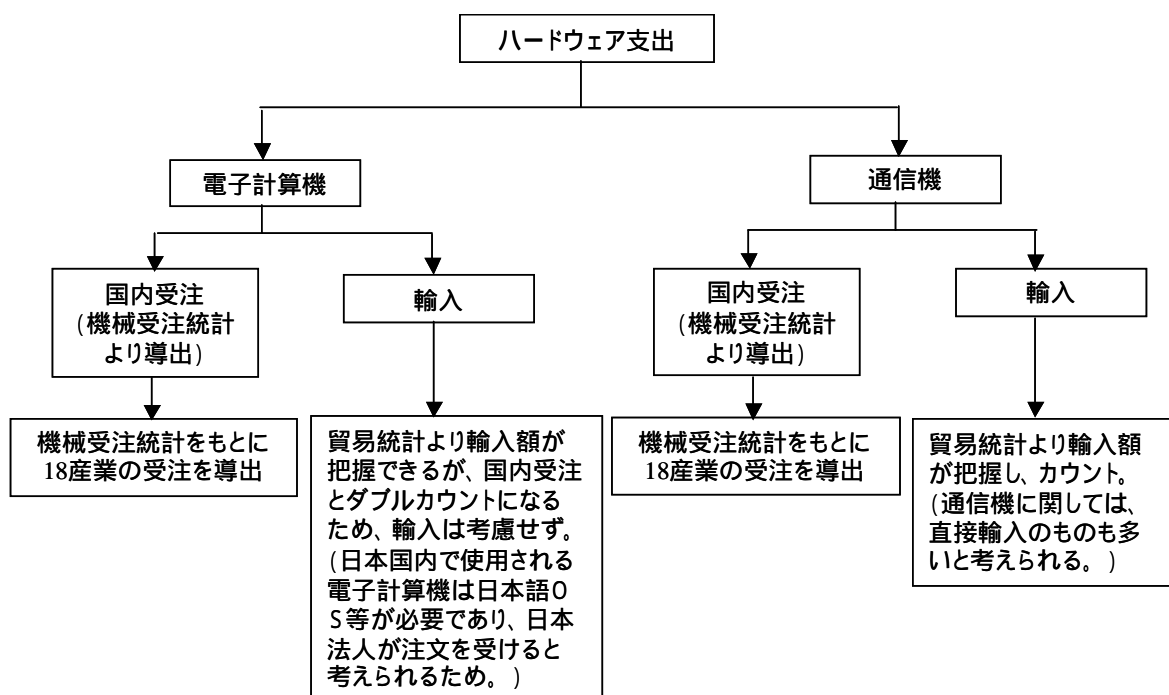 ハードウェア支出
電子計算機
通信機
国内受注
(機械受注統計
より導出)
輸入
国内受注
(機械受注統計
より導出)
輸入
機械受注統計をもとに
18産業の受注を導出
貿易統計より輸入額が
把握できるが、国内受注
とダブルカウントになる
ため、輸入は考慮せず。
(日本国内で使用される
電子計算機は日本語O
S等が必要であり、日本
法人が注文を受けると
考えられるため。)
機械受注統計をもとに
18産業の受注を導出
貿易統計より輸入額
が把握し、カウント。
(通信機に関しては、
直接輸入のものも多
いと考えられる。)